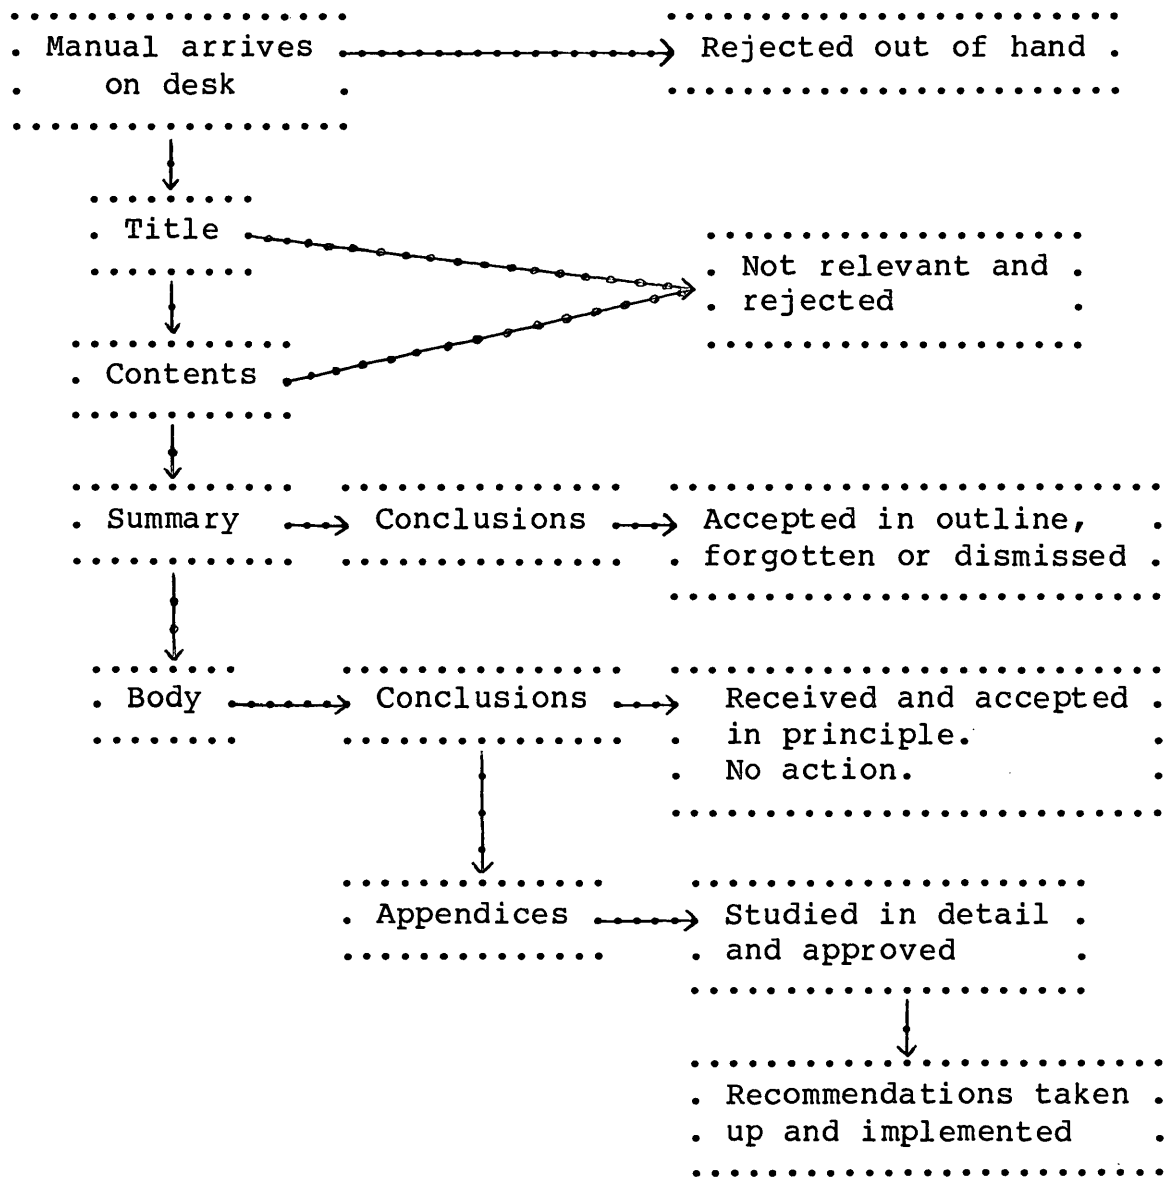 Manual arrives
on desk
Rejected out of hand
Title
Not relevant and
rejected
Contents
Summary
Conclusions
Accepted in outline,
forgotten or dismissed
Body
Conclusions
Received and accepted
in principle.
No action.
Appendices
Studied in detail
and approved
Recommendations taken
up and implemented